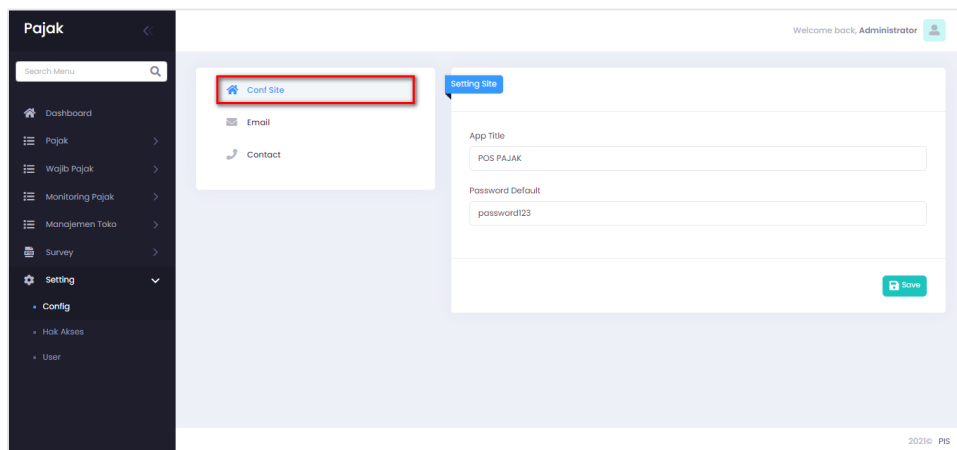 Pajak
Welcome back, Administrator
Search Menu
Dashboard
Pajak
Wajib Pajak
Monitoring Pajak
Manajemen Toko
Survey
Setting
Config
Hak Akses
User
Conf Site
Email
Contact
Setting Site
App Title
POS PAJAK
Password Default
password123
Save
2021© PIS